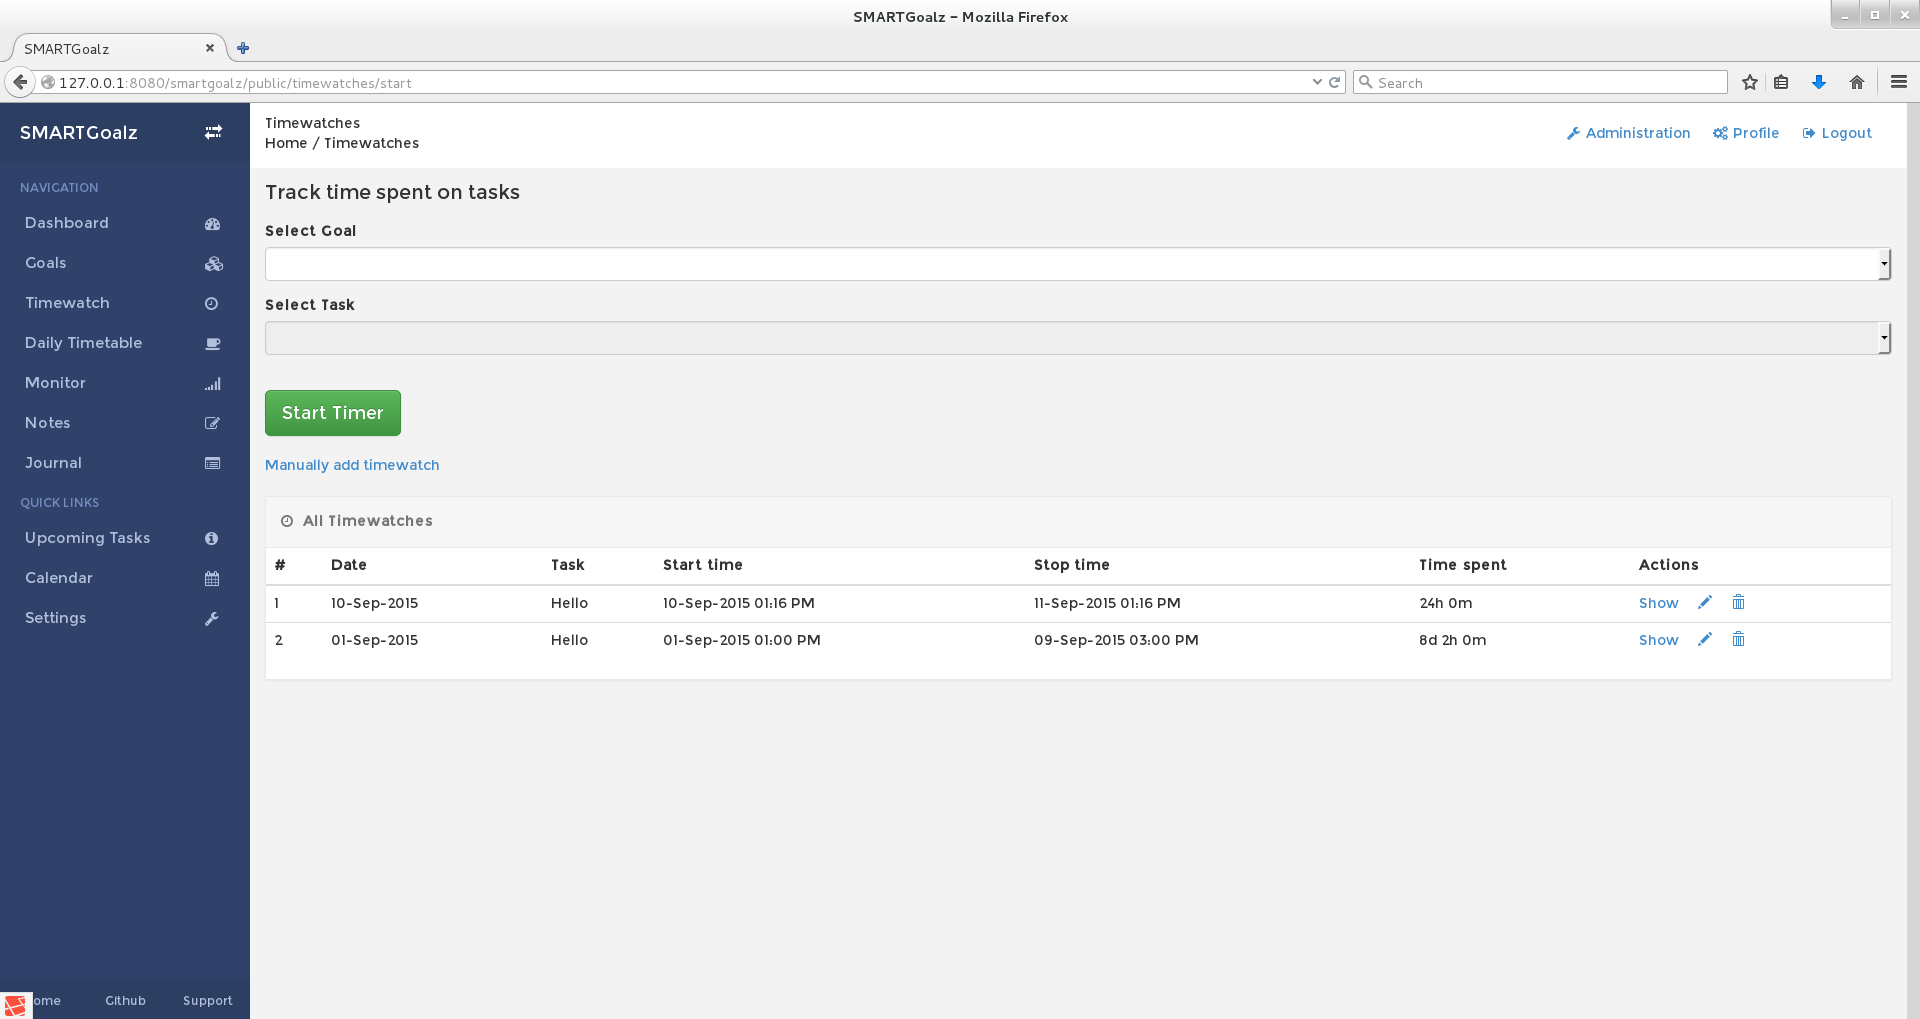 SMARTGoalz - Mozilla Firefox
SMARTGoalz
127.0.0.1:8080/smartgoalz/public/timewatches/start
Search
SMARTGoalz
NAVIGATION
Dashboard
Goals
Timewatch
Daily Timetable
Monitor
Notes
Journal
QUICK LINKS
Upcoming Tasks
Calendar
Settings
ome Github Support
Timewatches
Home / Timewatches
Administration Profile Logout
Track time spent on tasks
Select Goal
Select Task
Start Timer
Manually add timewatch
All Timewatches
# Date Task Start time Stop time Time spent Actions
1 10-Sep-2015 Hello 10-Sep-2015 01:16 PM 11-Sep-2015 01:16 PM 24h 0m Show
2 01-Sep-2015 Hello 01-Sep-2015 01:00 PM 09-Sep-2015 03:00 PM 8d 2h 0m Show